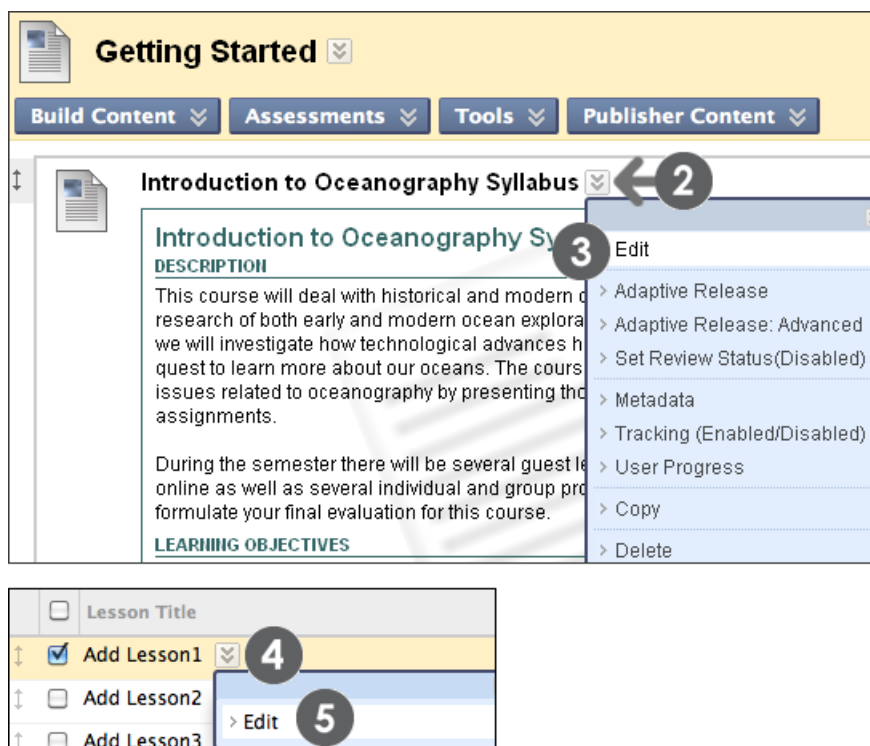 Getting Started
Build Content Assessments Tools Publisher Content
Introduction to Oceanography Syllabus 2
Introduction to Oceanography
DESCRIPTION
This course will deal with historical and modern
research of both early and modern ocean explora
we will investigate how technological advances h
quest to learn more about our oceans. The cours
issues related to oceanography by presenting tho
assignments.
During the semester there will be several guest le
online as well as several individual and group pro
formulate your final evaluation for this course.
LEARNING OBJECTIVES
3 Edit
> Adaptive Release
> Adaptive Release: Advanced
> Set Review Status(Disabled)
> Metadata
> Tracking (Enabled/Disabled)
> User Progress
> Copy
> Delete
Lesson Title
Add Lesson1 4
Add Lesson2
> Edit 5
Add Lesson3